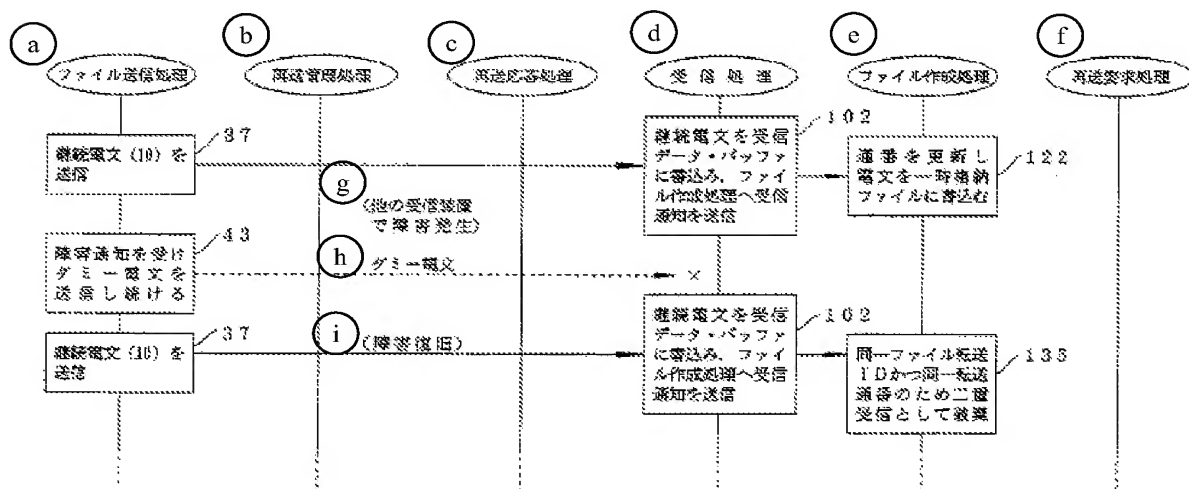 a
b
c
d
e
f
ファイル送信処理
再送管理処理
再送応答処理
受信処理
ファイル作成処理
再送要求処理
37
継続電文(10)を
送信
102
継続電文を受信
データ・バッファ
に書込み、ファイ
ル作成処理へ受信
通知を送信
122
通番を更新し
電文を一時格納
ファイルに書込む
g
(他の受信装置
で障害発生)
43
障害通知を受け
ダミー電文を
送信し続ける
h
ダミー電文
×
37
継続電文(10)を
送信
i
(障害復旧)
102
継続電文を受信
データ・バッファ
に書込み、ファイ
ル作成処理へ受信
通知を送信
133
同一ファイル転送
IDかつ同一転送
通番のため二重
受信として破棄